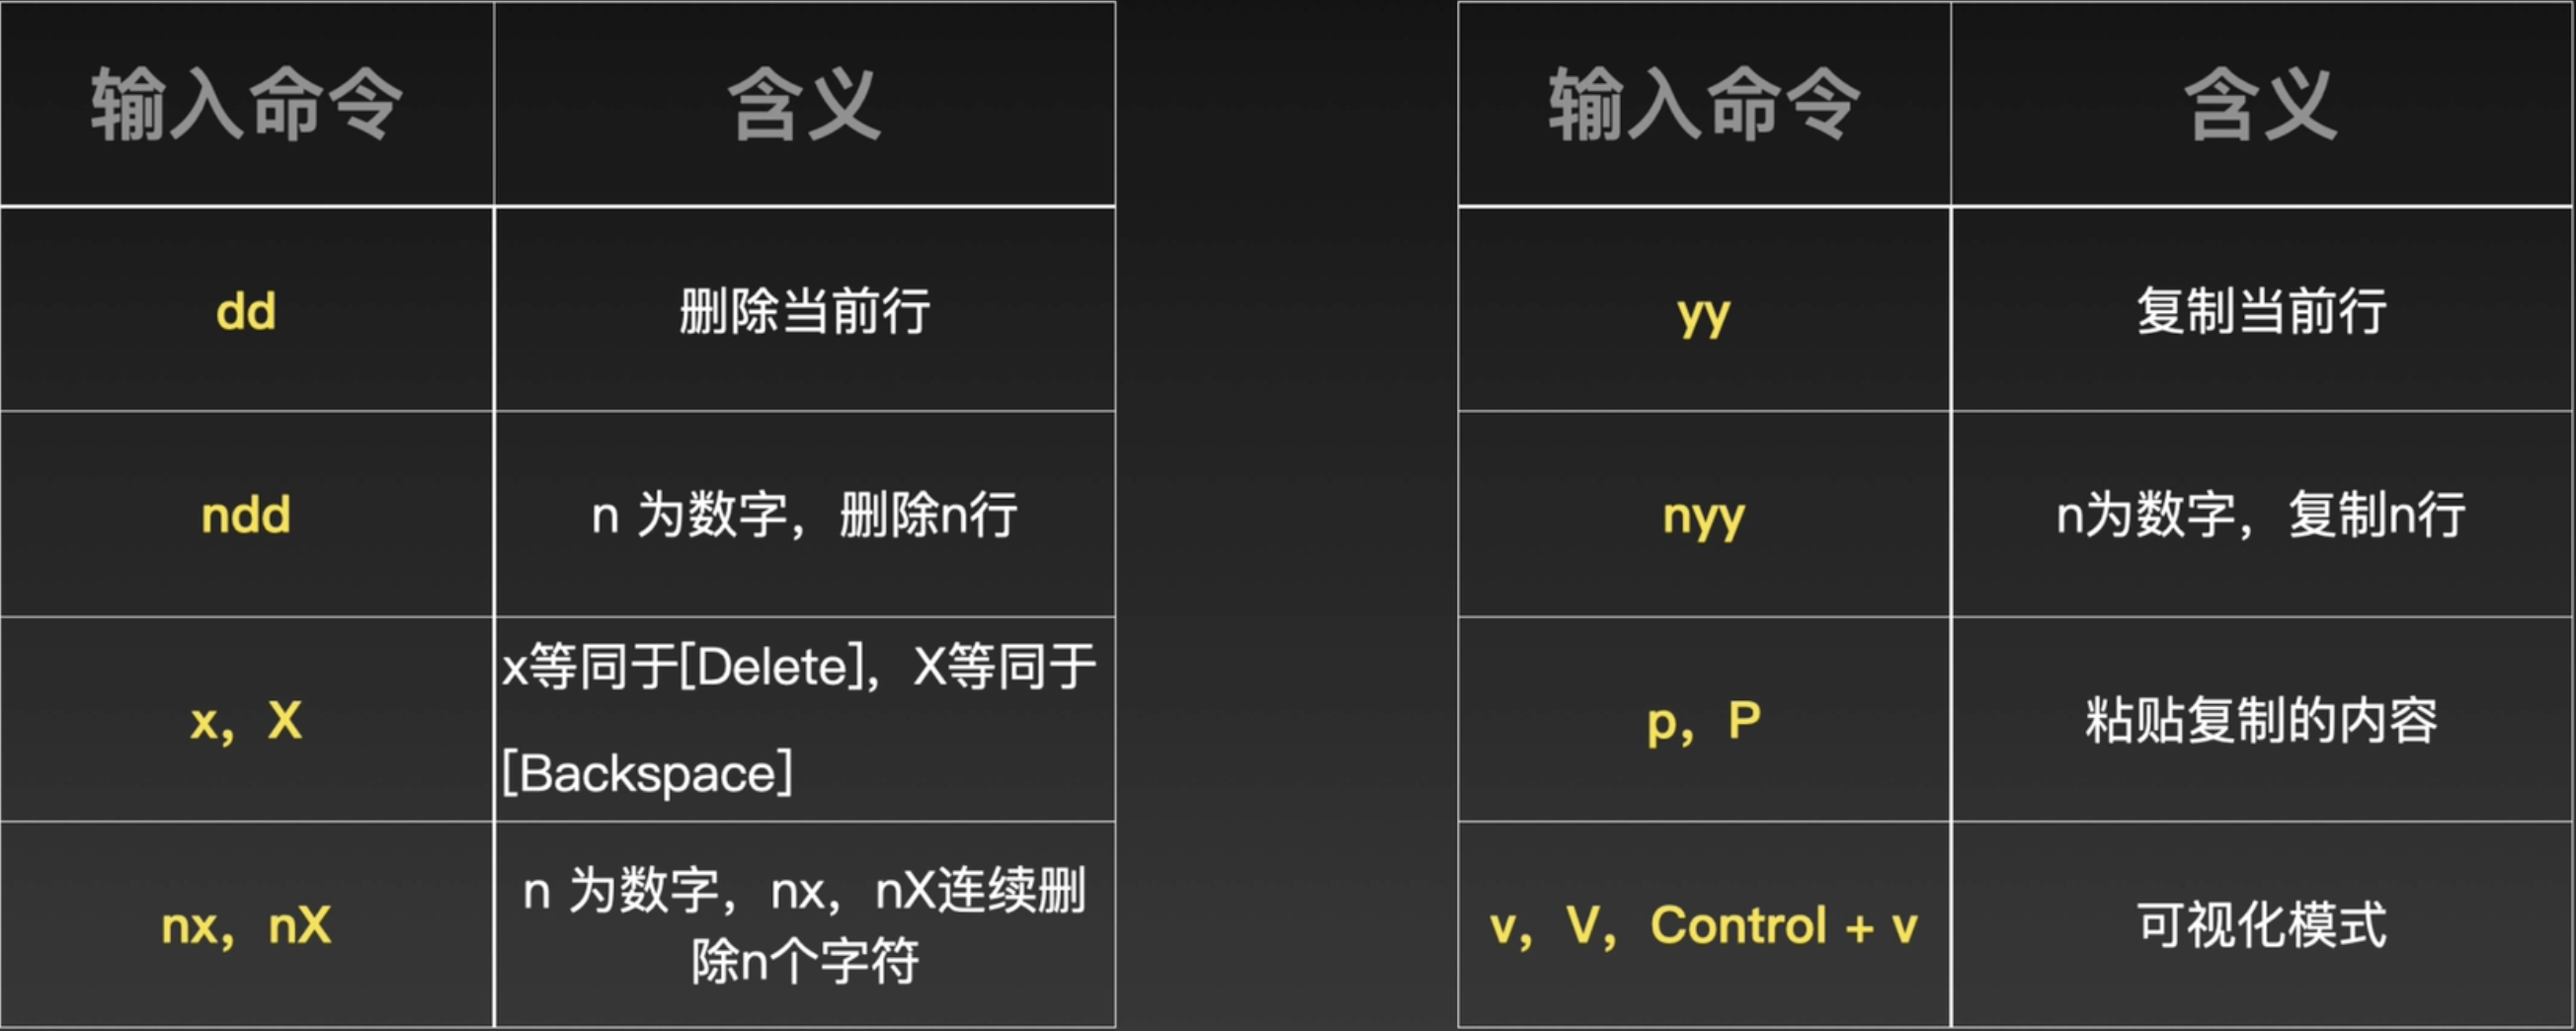 输入命令 含义
dd 删除当前行
ndd n 为数字，删除n行
x，X x等同于[Delete]，X等同于
[Backspace]
nx，nX n 为数字，nx，nX连续删
除n个字符
输入命令 含义
yy 复制当前行
nyy n为数字，复制n行
p，P 粘贴复制的内容
v，V，Control + v 可视化模式